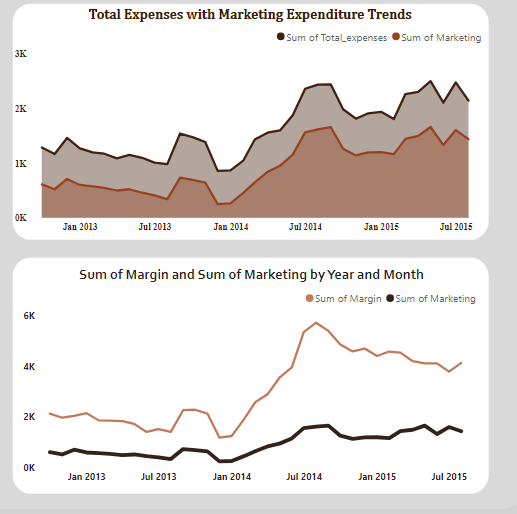 Total Expenses with Marketing Expenditure Trends
Sum of Total_expenses Sum of Marketing
3K
2K
1K
0K
Jan 2013 Jul 2013 Jan 2014 Jul 2014 Jan 2015 Jul 2015
Sum of Margin and Sum of Marketing by Year and Month
Sum of Margin Sum of Marketing
6K
4K
2K
0K
Jan 2013 Jul 2013 Jan 2014 Jul 2014 Jan 2015 Jul 2015